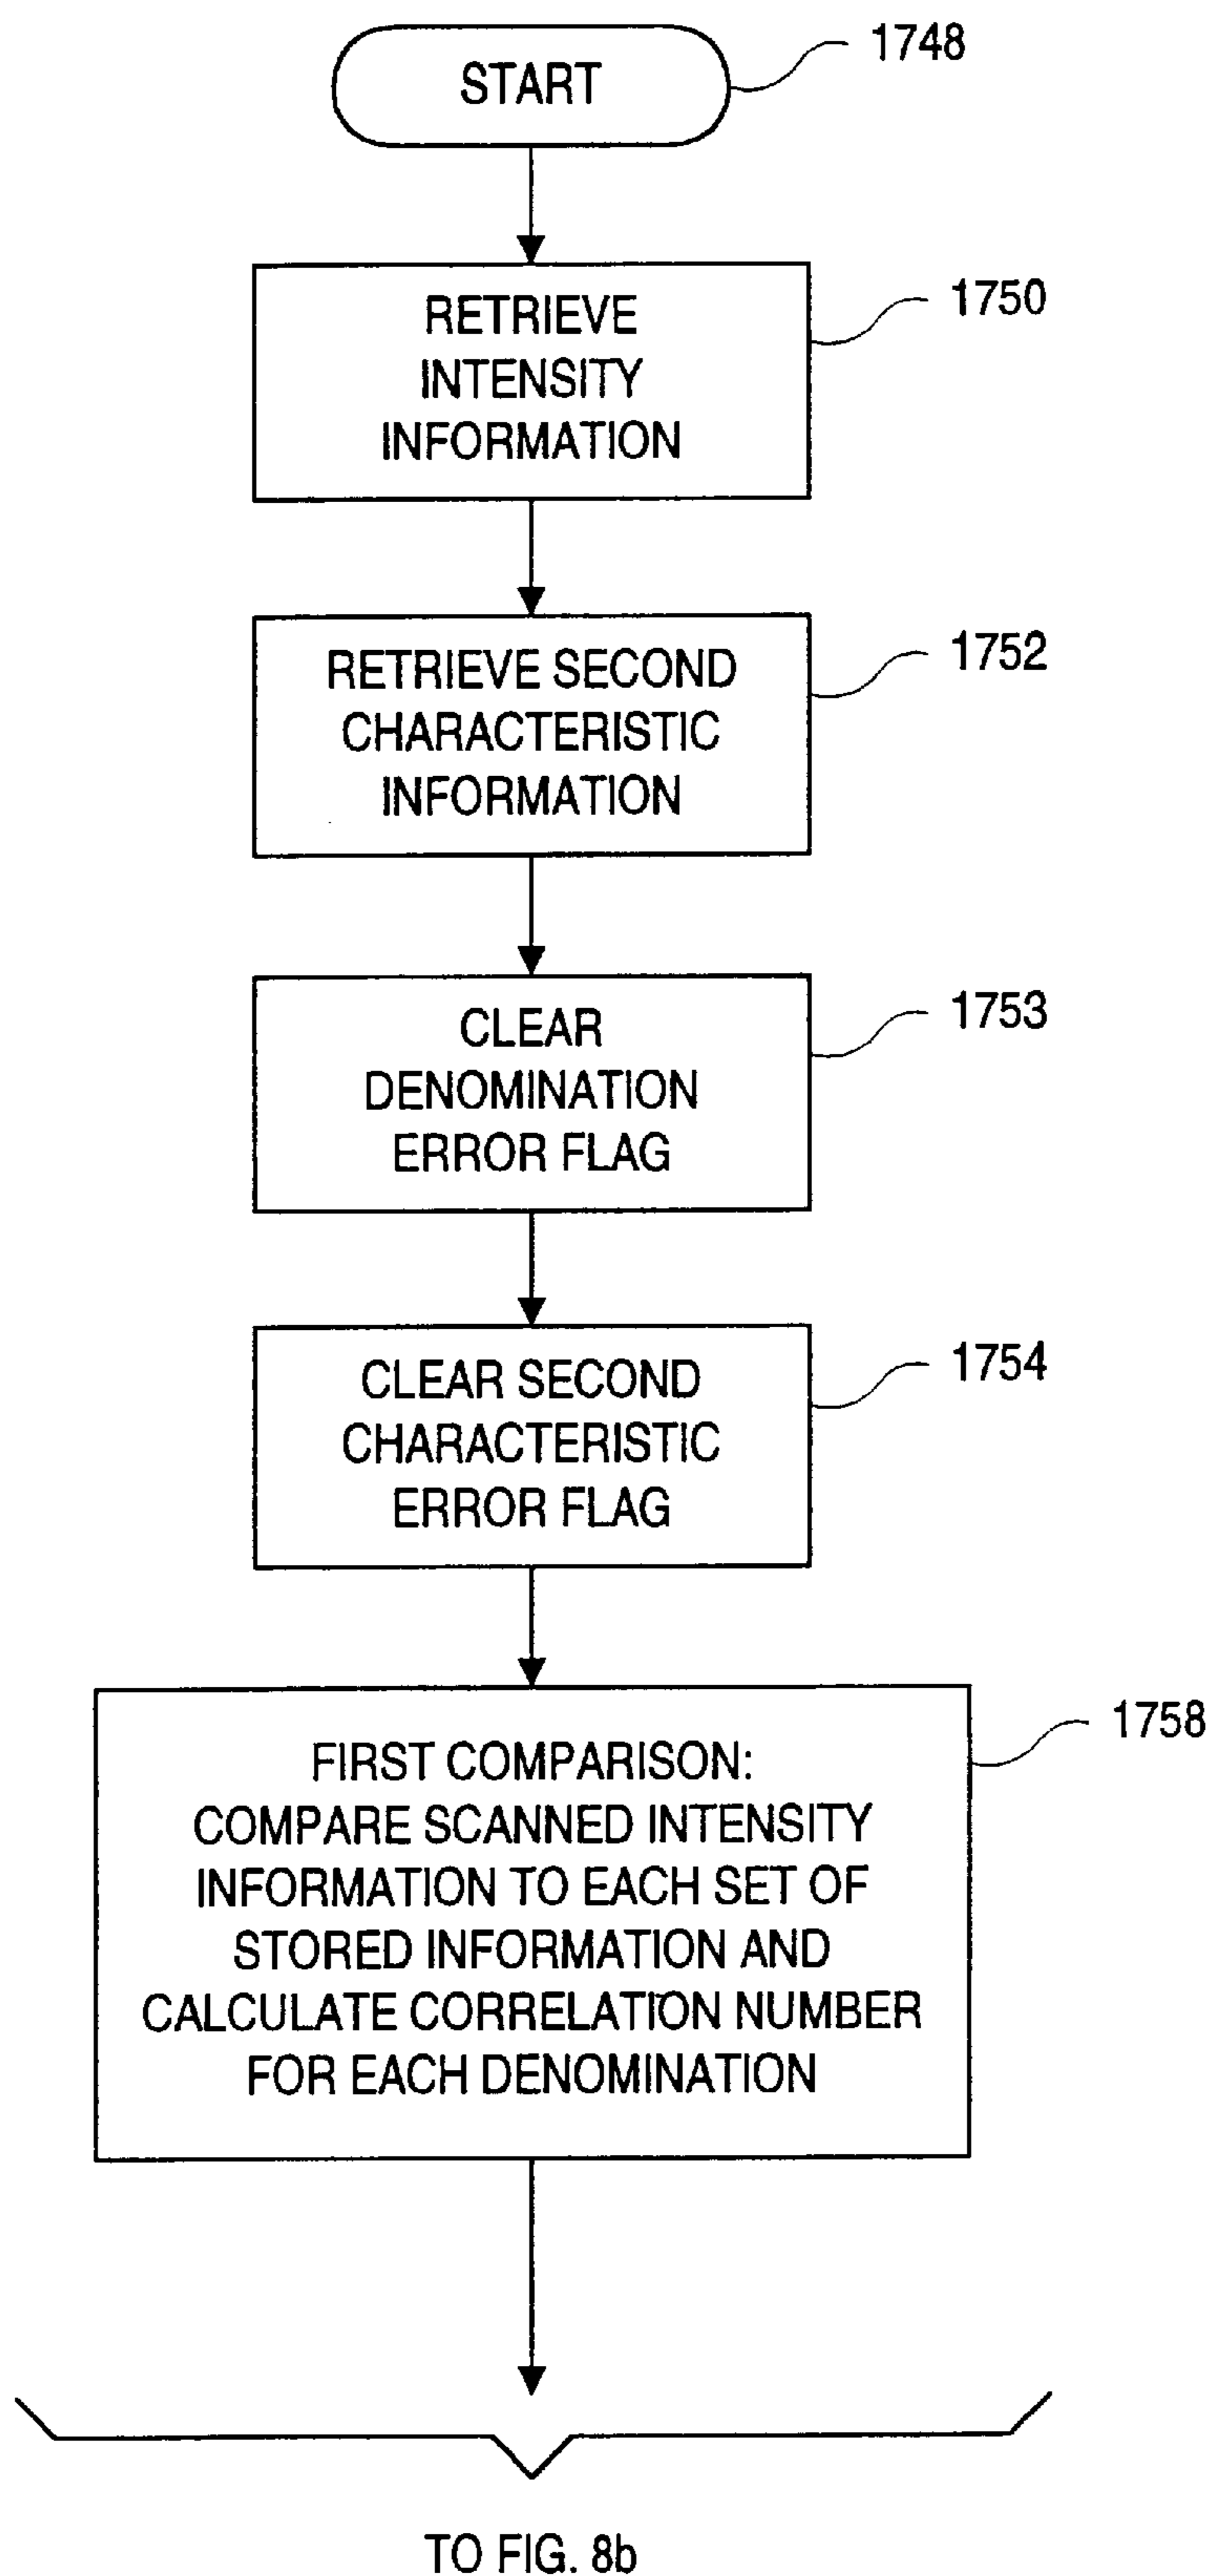 START
1748
RETRIEVE
INTENSITY
INFORMATION
1750
RETRIEVE SECOND
CHARACTERISTIC
INFORMATION
1752
CLEAR
DENOMINATION
ERROR FLAG
1753
CLEAR SECOND
CHARACTERISTIC
ERROR FLAG
1754
FIRST COMPARISON:
COMPARE SCANNED INTENSITY
INFORMATION TO EACH SET OF
STORED INFORMATION AND
CALCULATE CORRELATION NUMBER
FOR EACH DENOMINATION
1758
TO FIG. 8b